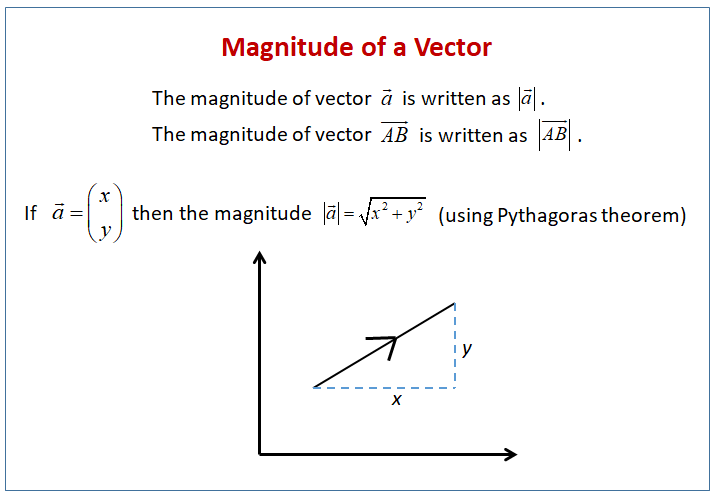 Magnitude of a Vector
The magnitude of vector $\vec{a}$ is written as $|\vec{a}|$.
The magnitude of vector $\overrightarrow{AB}$ is written as $|\overrightarrow{AB}|$.
If $\vec{a} = \begin{pmatrix} x \\ y \end{pmatrix}$ then the magnitude $|\vec{a}| = \sqrt{x^2 + y^2}$ (using Pythagoras theorem)
y
x